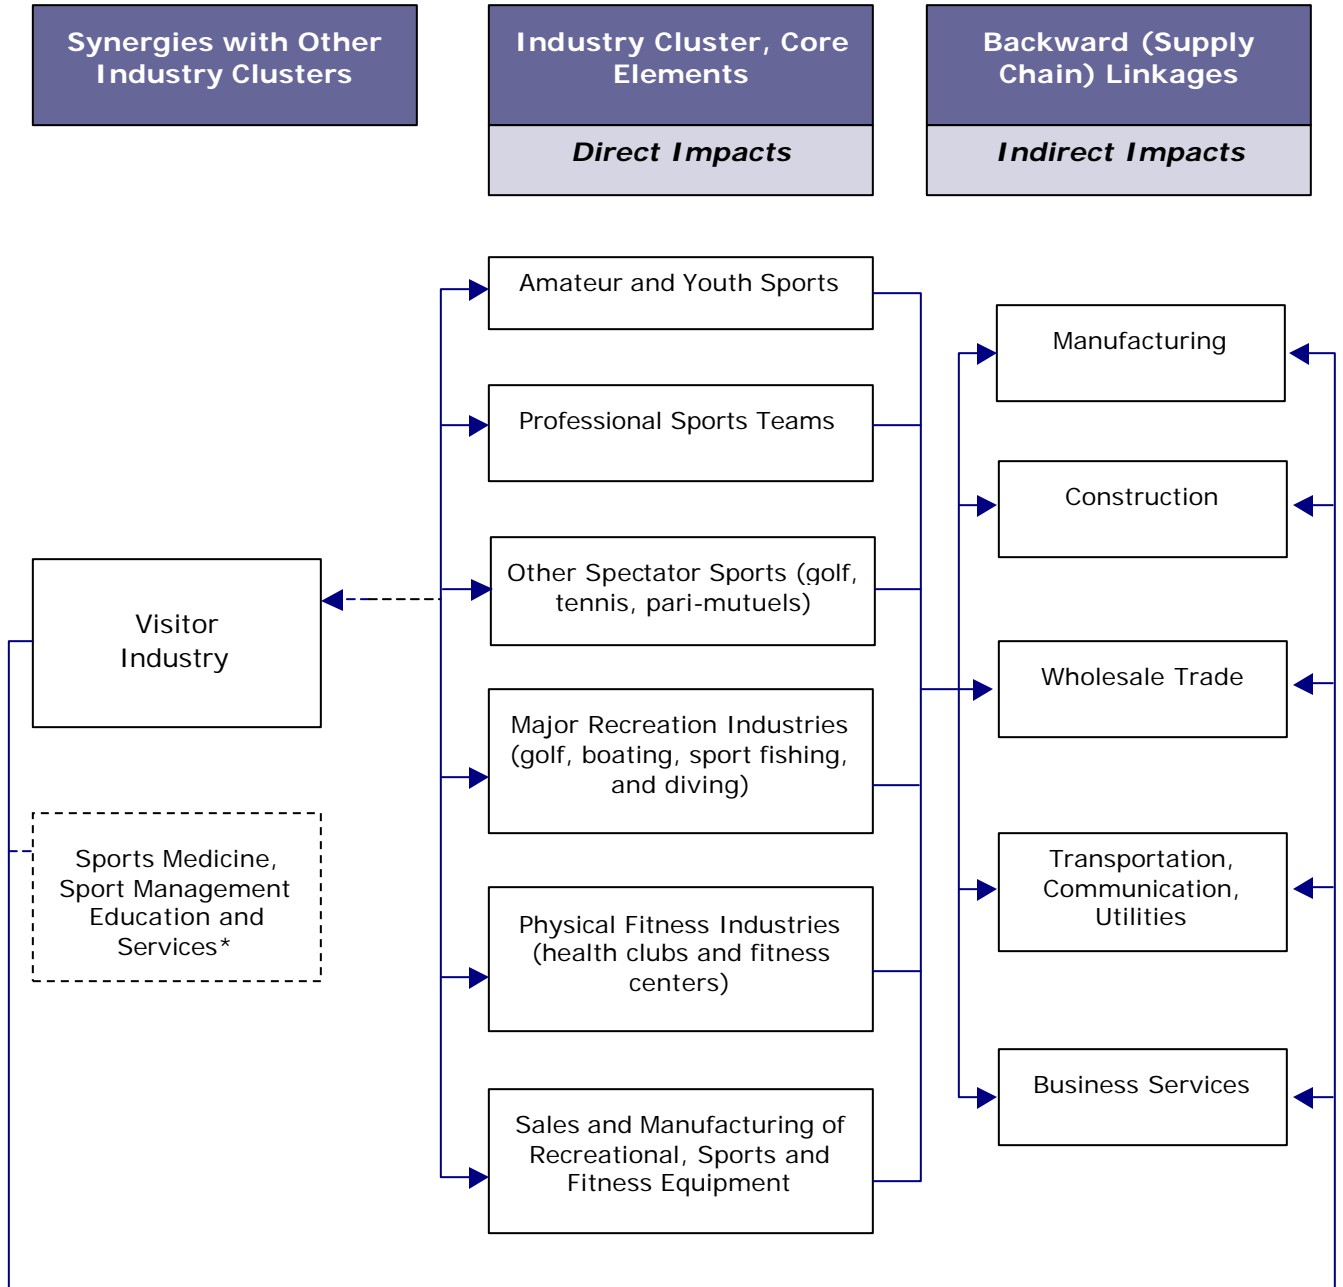 Synergies with Other
Industry Clusters
Industry Cluster, Core
Elements
Direct Impacts
Backward (Supply
Chain) Linkages
Indirect Impacts
Visitor
Industry
Sports Medicine,
Sport Management
Education and
Services*
Amateur and Youth Sports
Professional Sports Teams
Other Spectator Sports (golf,
tennis, pari-mutuels)
Major Recreation Industries
(golf, boating, sport fishing,
and diving)
Physical Fitness Industries
(health clubs and fitness
centers)
Sales and Manufacturing of
Recreational, Sports and
Fitness Equipment
Manufacturing
Construction
Wholesale Trade
Transportation,
Communication,
Utilities
Business Services